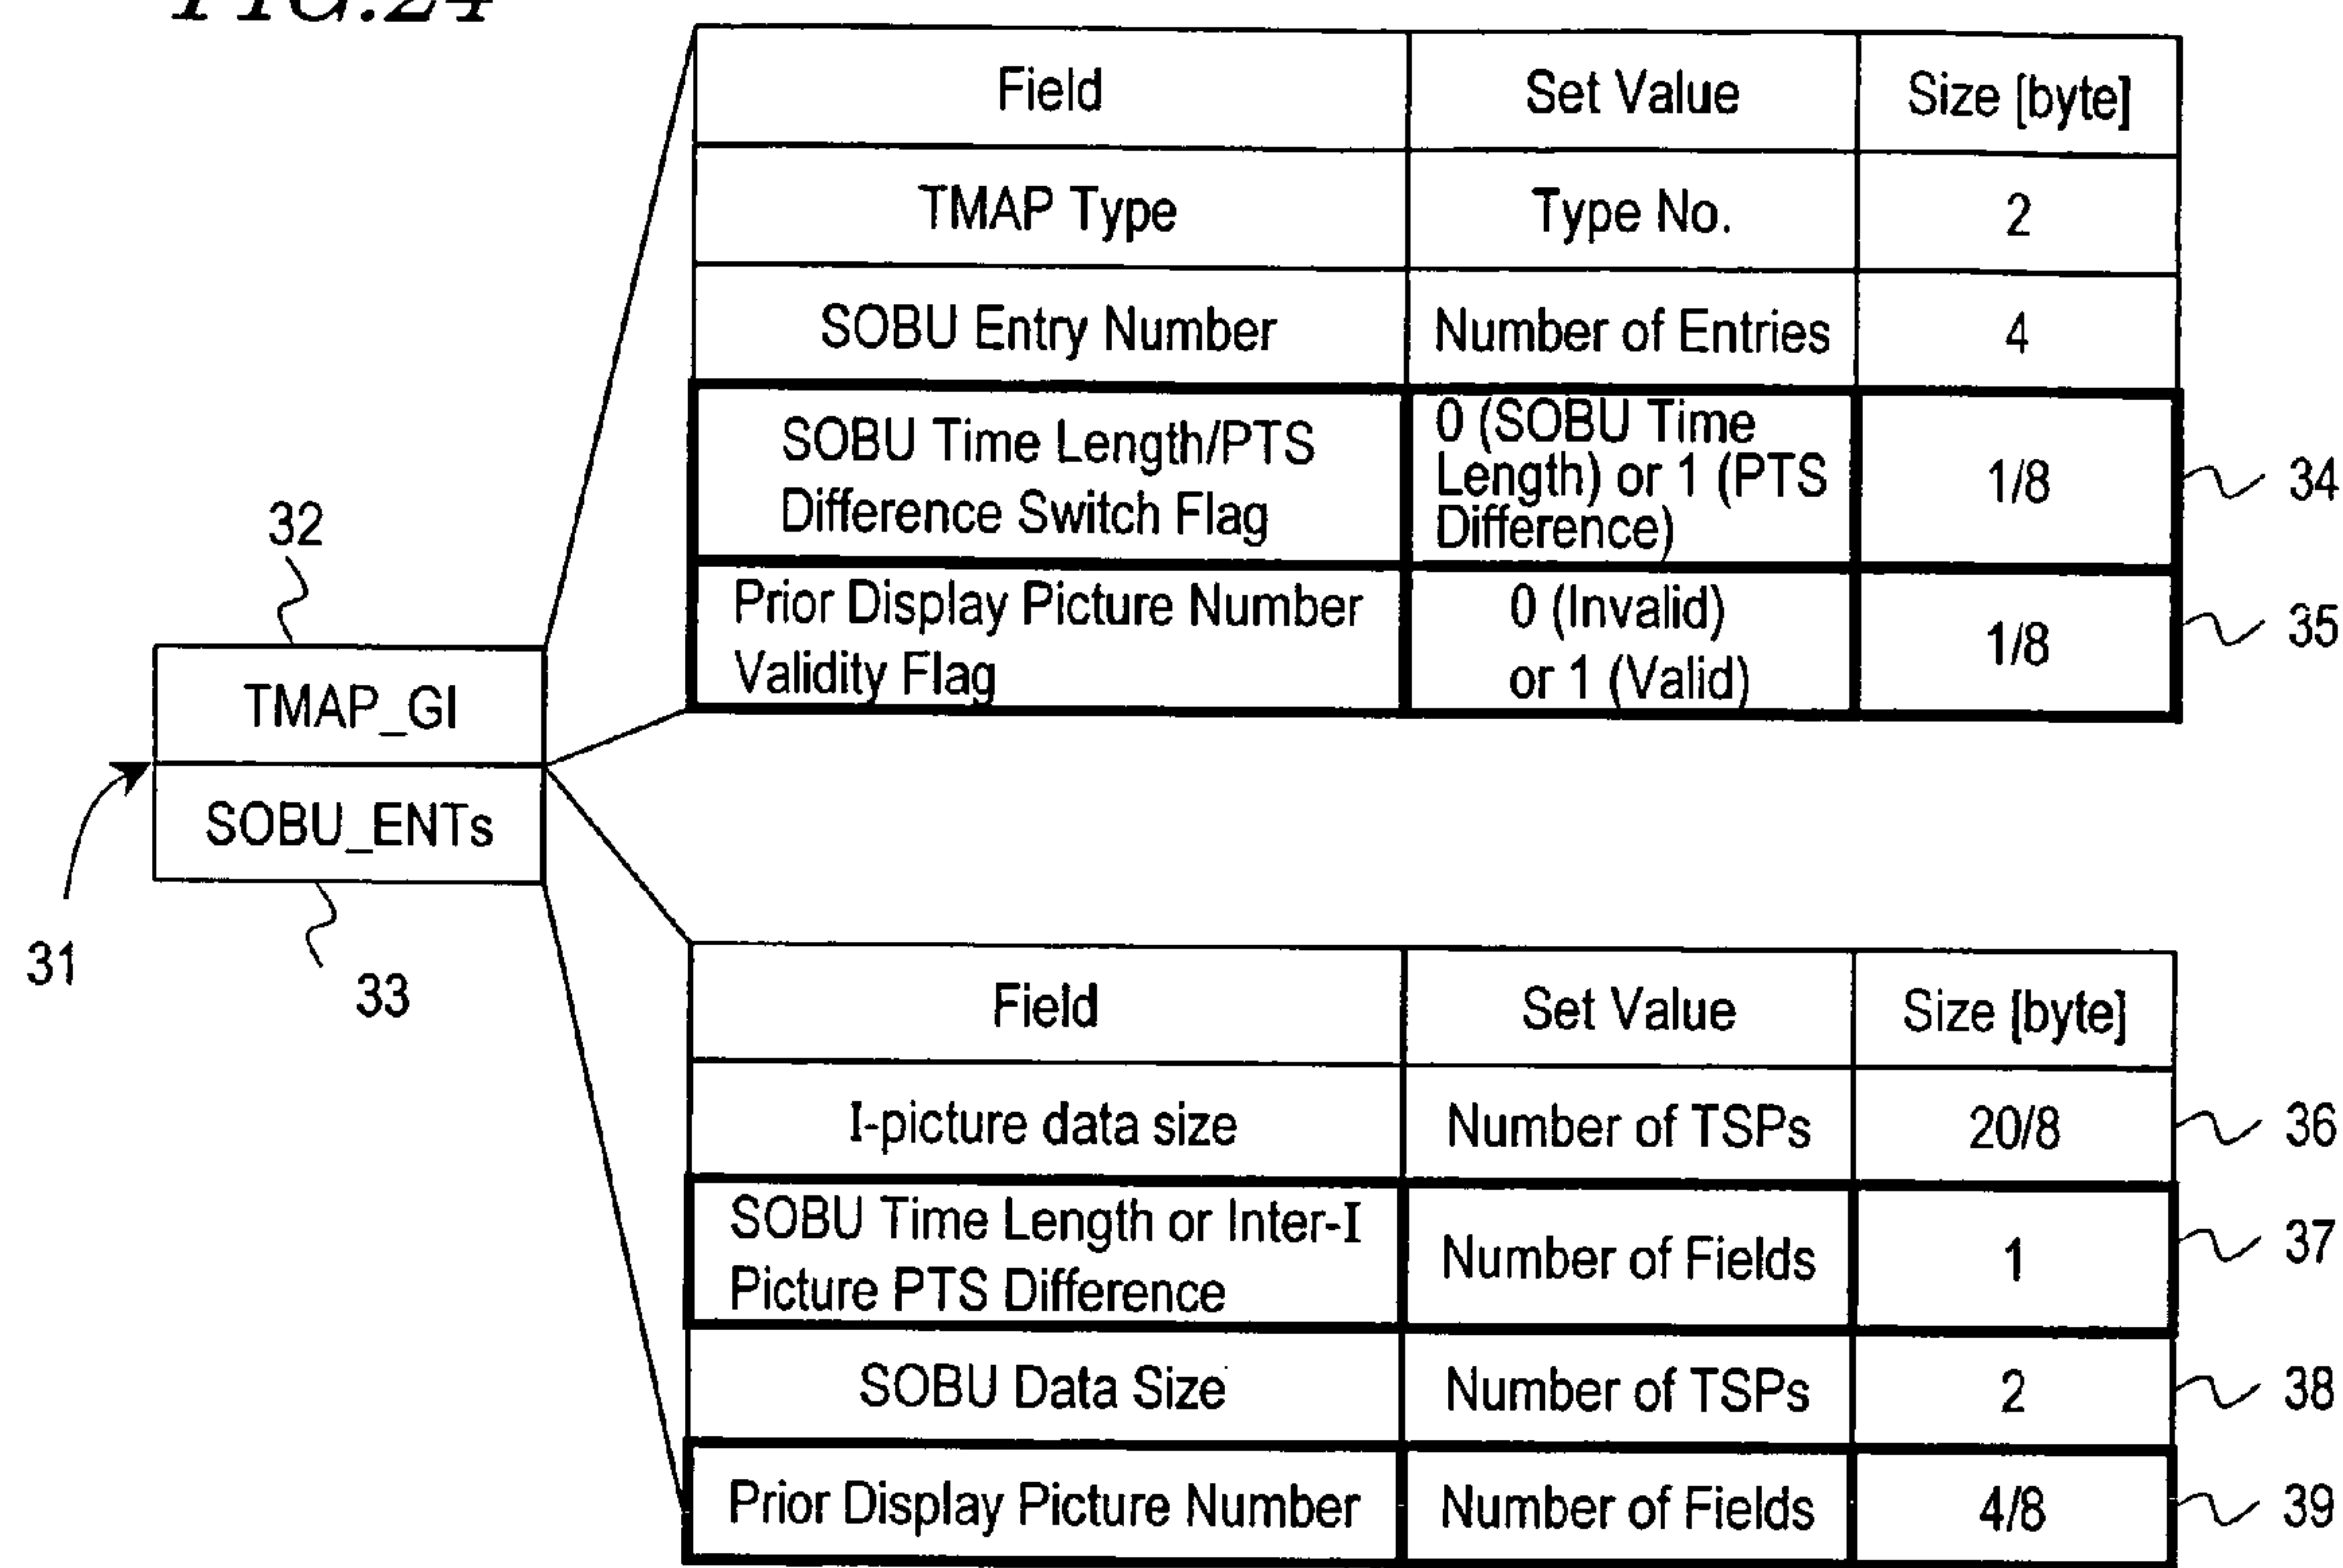 FIG.24
Field Set Value Size [byte]
TMAP Type Type No. 2
SOBU Entry Number Number of Entries 4
SOBU Time Length/PTS
Difference Switch Flag
0 (SOBU Time
Length) or 1 (PTS
Difference)
1/8
34
Prior Display Picture Number
Validity Flag
0 (Invalid)
or 1 (Valid)
1/8
35
32
TMAP_GI
SOBU_ENTs
31
33
Field Set Value Size [byte]
I-picture data size Number of TSPs 20/8 36
SOBU Time Length or Inter-I
Picture PTS Difference
Number of Fields
1
37
SOBU Data Size Number of TSPs 2 38
Prior Display Picture Number Number of Fields 4/8 39